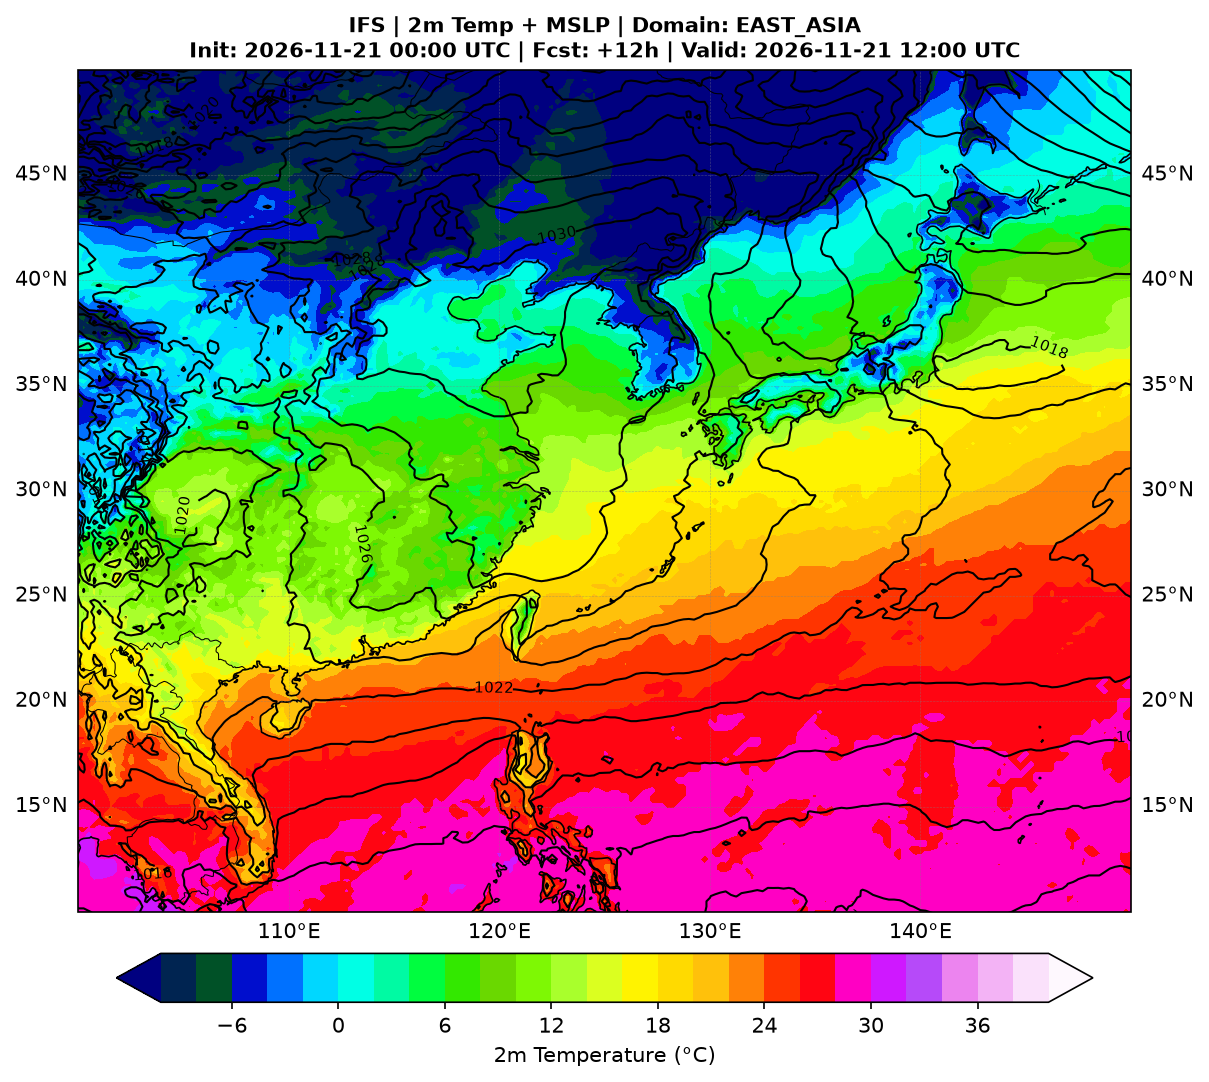 IFS | 2m Temp + MSLP | Domain: EAST_ASIA
Init: 2026-11-21 00:00 UTC | Fcst: +12h | Valid: 2026-11-21 12:00 UTC
45°N 45°N
40°N 40°N
35°N 35°N
30°N 30°N
25°N 25°N
20°N 20°N
15°N 15°N
1030
1018
1018
1020
1026
1022
1016
110°E 120°E 130°E 140°E
−6 0 6 12 18 24 30 36
2m Temperature (°C)